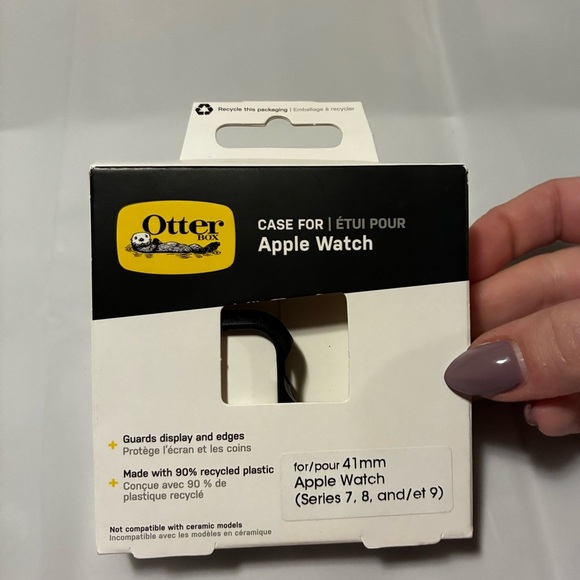 Recycle this packaging | Emballage à recycler
Otter
BOX
CASE FOR | ÉTUI POUR
Apple Watch
Guards display and edges
Protège l'écran et les coins
Made with 90% recycled plastic
Conçue avec 90 % de
plastique recyclé
for/pour 41mm
Apple Watch
(Series 7, 8, and/et 9)
Not compatible with ceramic models
Incompatible avec les modèles en céramique